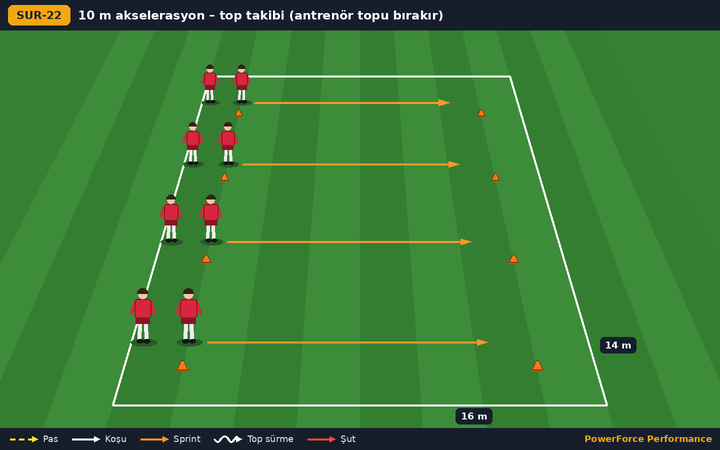 SUR-22 10 m akselerasyon – top takibi (antrenör topu bırakır)
14 m
16 m
Pas Koşu Sprint Top sürme Şut PowerForce Performance